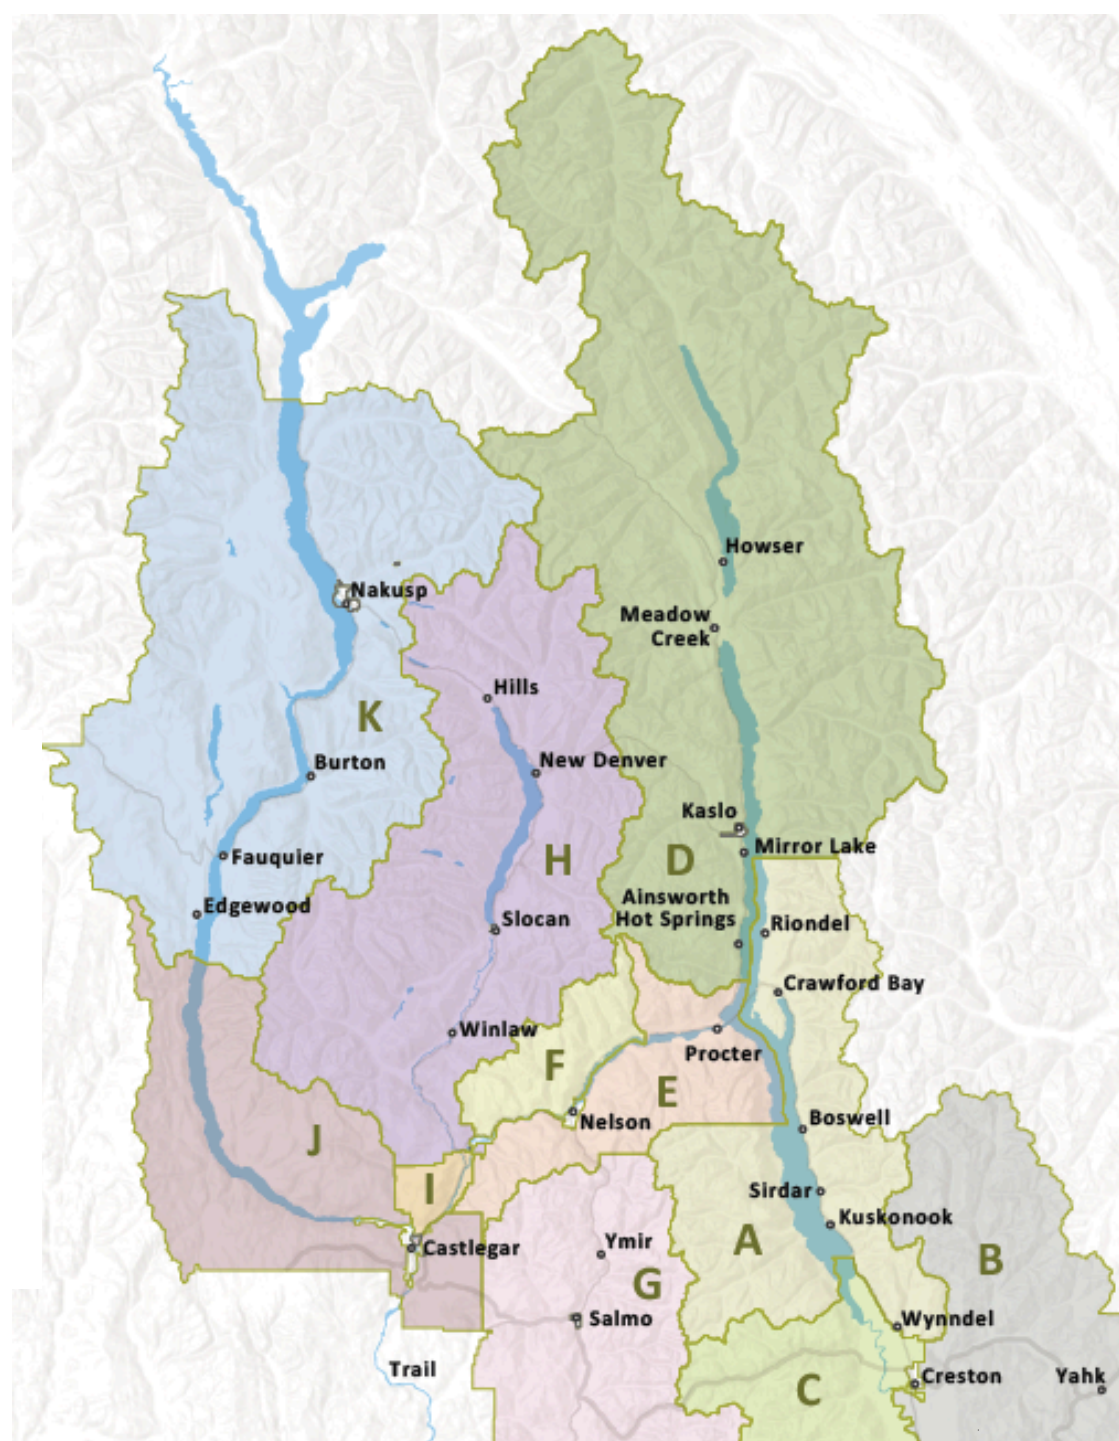 Howser
Nakusp
Meadow
Creek
Hills
K
Burton
New Denver
Kaslo
Mirror Lake
Fauquier
H
D
Ainsworth
Hot Springs
Edgewood
Slocan
Riondel
Crawford Bay
Winlaw
Procter
F
E
Nelson
Boswell
J
I
Sirdar
Kuskonook
Castlegar
Ymir
A
B
G
Salmo
Wynndel
Trail
Creston
Yahk
C